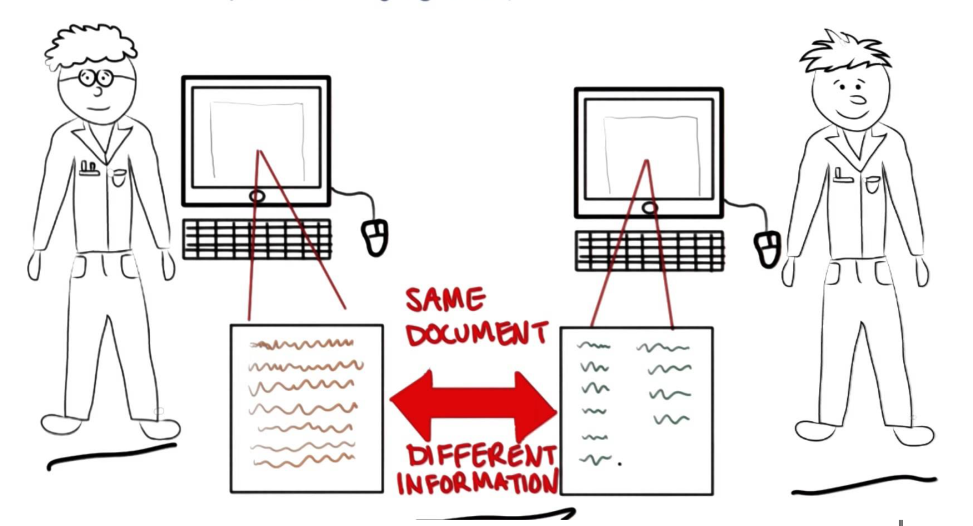 SAME
DOCUMENT
DIFFERENT
INFORMATION